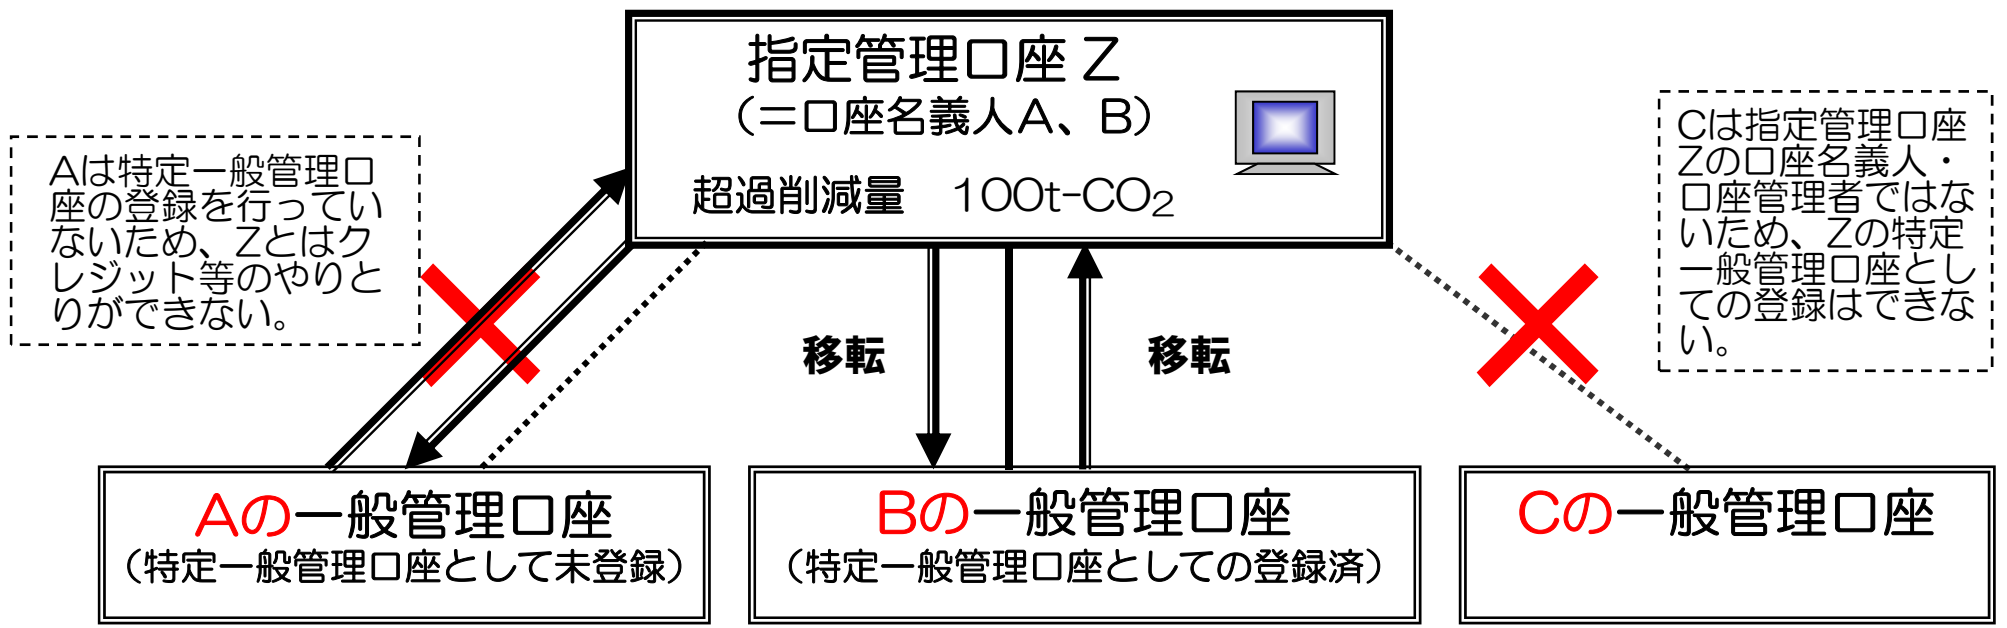 指定管理口座 Z
(=口座名義人A、B)
超過削減量 100t-CO₂
Aは特定一般管理口
座の登録を行ってい
ないため、Zとはク
レジット等のやりと
りができない。
Cは指定管理口座
Zの口座名義人・
口座管理者ではな
いため、Zの特定
一般管理口座とし
ての登録はできな
い。
移転
移転
Aの一般管理口座
(特定一般管理口座として未登録)
Bの一般管理口座
(特定一般管理口座としての登録済)
Cの一般管理口座